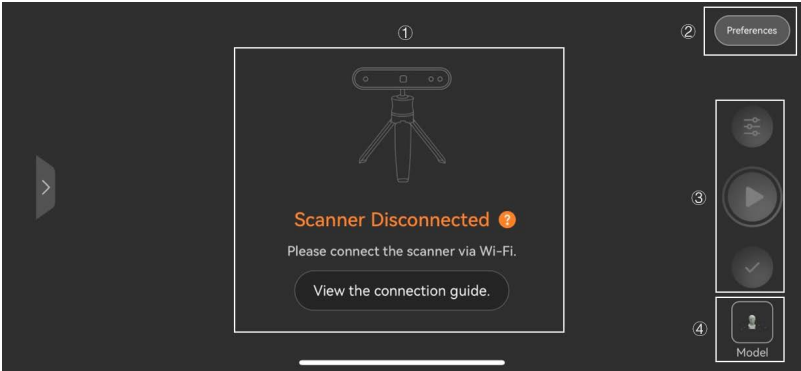 ①
②
Preferences
Scanner Disconnected ?
Please connect the scanner via Wi-Fi.
View the connection guide.
③
④
Model